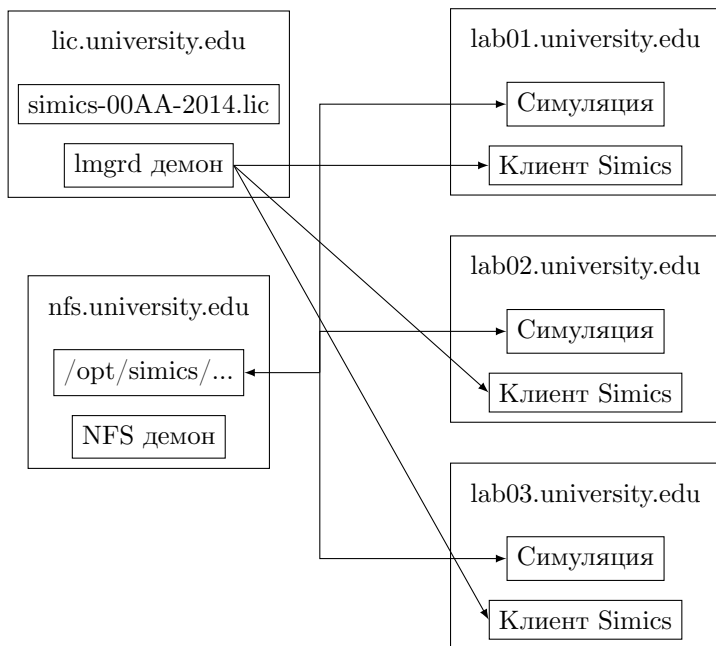 lic.university.edu
simics-00AA-2014.lic
lmgrd демон
nfs.university.edu
/opt/simics/...
NFS демон
lab01.university.edu
Симуляция
Клиент Simics
lab02.university.edu
Симуляция
Клиент Simics
lab03.university.edu
Симуляция
Клиент Simics